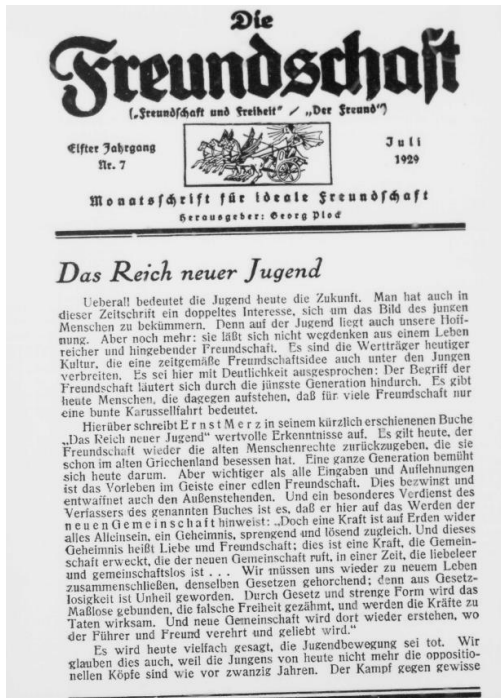 Die
Freundschaft
(„Freundschaft und Freiheit“ / „Der Freund“)
Elfter Jahrgang
Nr. 7
Juli
1929
Monatsschrift für ideale Freundschaft
Herausgeber: Georg Plock
Das Reich neuer Jugend
Ueberall bedeutet die Jugend heute die Zukunft. Man hat auch in
dieser Zeitschrift ein doppeltes Interesse, sich um das Bild des jungen
Menschen zu bekümmern. Denn auf der Jugend liegt auch unsere Hoff-
nung. Aber noch mehr: sie läßt sich nicht wegdenken aus einem Leben
reicher und hingebender Freundschaft. Es sind die Wertträger heutiger
Kultur, die eine zeitgemäße Freundschaftsidee auch unter den Jungen
verbreiten. Es sei hier mit Deutlichkeit ausgesprochen: Der Begriff der
Freundschaft läutert sich durch die jüngste Generation hindurch. Es gibt
heute Menschen, die dagegen aufstehen, daß für viele Freundschaft nur
eine bunte Karussellfahrt bedeutet.
Hierüber schreibt Ernst Merz in seinem kürzlich erschienenen Buche
„Das Reich neuer Jugend“ wertvolle Erkenntnisse auf. Es gilt heute, der
Freundschaft wieder die alten Menschenrechte zurückzugeben, die sie
schon im alten Griechenland besessen hat. Eine ganze Generation bemüht
sich heute darum. Aber wichtiger als alle Eingaben und Auflehnungen
ist das Vorleben im Geiste einer edlen Freundschaft. Dies bezwingt und
entwaffnet auch den Außenstehenden. Und ein besonderes Verdienst des
Verfassers des genannten Buches ist es, daß er hier auf das Werden der
neuen Gemeinschaft hinweist: „Doch eine Kraft ist auf Erden wider
alles Alleinsein, ein Geheimnis, sprengend und lösend zugleich. Und dieses
Geheimnis heißt Liebe und Freundschaft; dies ist eine Kraft, die Gemein-
schaft erweckt, die der neuen Gemeinschaft ruft, in einer Zeit, die liebeleer
und gemeinschaftslos ist . . . Wir müssen uns wieder zu neuem Leben
zusammenschließen, denselben Gesetzen gehorchend; denn aus Gesetz-
losigkeit ist Unheil geworden. Durch Gesetz und strenge Form wird das
Maßlose gebunden, die falsche Freiheit gezähmt, und werden die Kräfte zu
Taten wirksam. Und neue Gemeinschaft wird dort wieder erstehen, wo
der Führer und Freund verehrt und geliebt wird.“
Es wird heute vielfach gesagt, die Jugendbewegung sei tot. Wir
glauben dies auch, weil die Jungens von heute nicht mehr die oppositio-
nellen Köpfe sind wie vor zwanzig Jahren. Der Kampf gegen gewisse